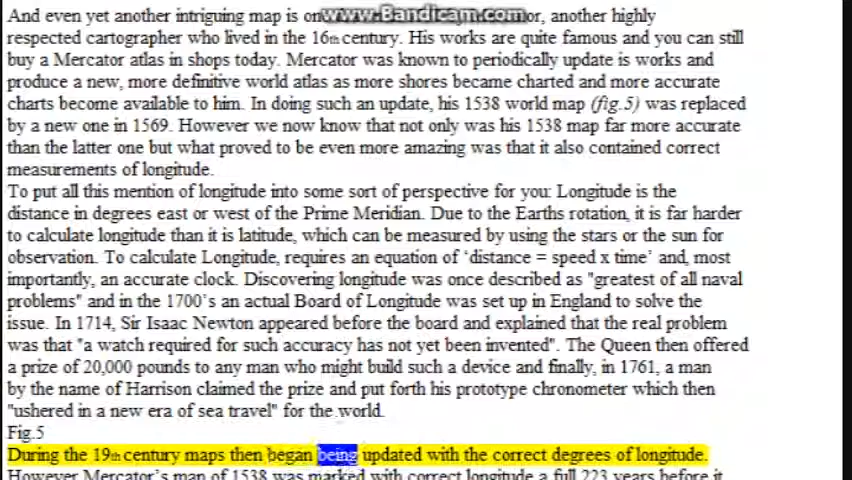 And even yet another intriguing map is on www.Bandicam.com or, another highly
respected cartographer who lived in the 16th century. His works are quite famous and you can still
buy a Mercator atlas in shops today. Mercator was known to periodically update is works and
produce a new, more definitive world atlas as more shores became charted and more accurate
charts become available to him. In doing such an update, his 1538 world map (fig.5) was replaced
by a new one in 1569. However we now know that not only was his 1538 map far more accurate
than the latter one but what proved to be even more amazing was that it also contained correct
measurements of longitude.
To put all this mention of longitude into some sort of perspective for you: Longitude is the
distance in degrees east or west of the Prime Meridian. Due to the Earths rotation, it is far harder
to calculate longitude than it is latitude, which can be measured by using the stars or the sun for
observation. To calculate Longitude, requires an equation of ‘distance = speed x time’ and, most
importantly, an accurate clock. Discovering longitude was once described as "greatest of all naval
problems" and in the 1700’s an actual Board of Longitude was set up in England to solve the
issue. In 1714, Sir Isaac Newton appeared before the board and explained that the real problem
was that "a watch required for such accuracy has not yet been invented". The Queen then offered
a prize of 20,000 pounds to any man who might build such a device and finally, in 1761, a man
by the name of Harrison claimed the prize and put forth his prototype chronometer which then
"ushered in a new era of sea travel" for the world.
Fig.5
During the 19th century maps then began being updated with the correct degrees of longitude.
However Mercator’s map of 1538 was marked with correct longitude a full 223 years before it